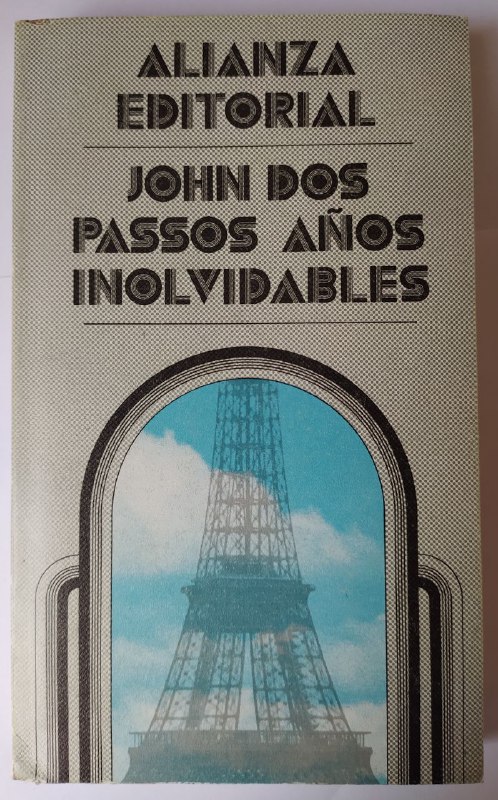 ALIANZA
EDITORIAL
JOHN DOS
PASSOS AÑOS
INOLVIDABLES